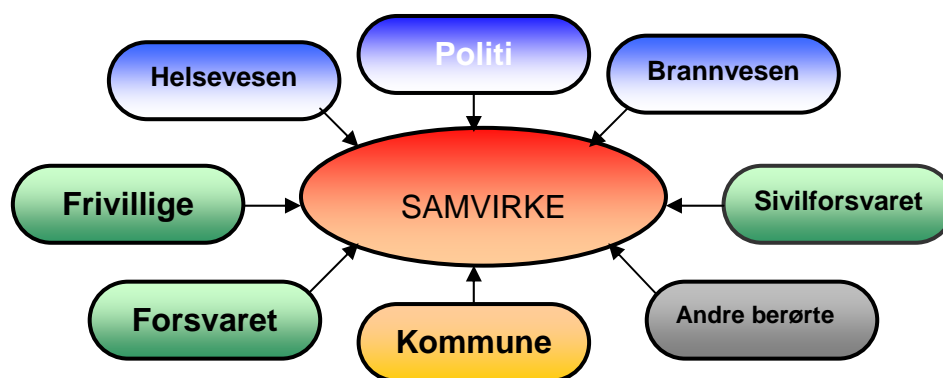 Politi
Helsevesen
Brannvesen
Frivillige
SAMVIRKE
Sivilforsvaret
Forsvaret
Kommune
Andre berørte